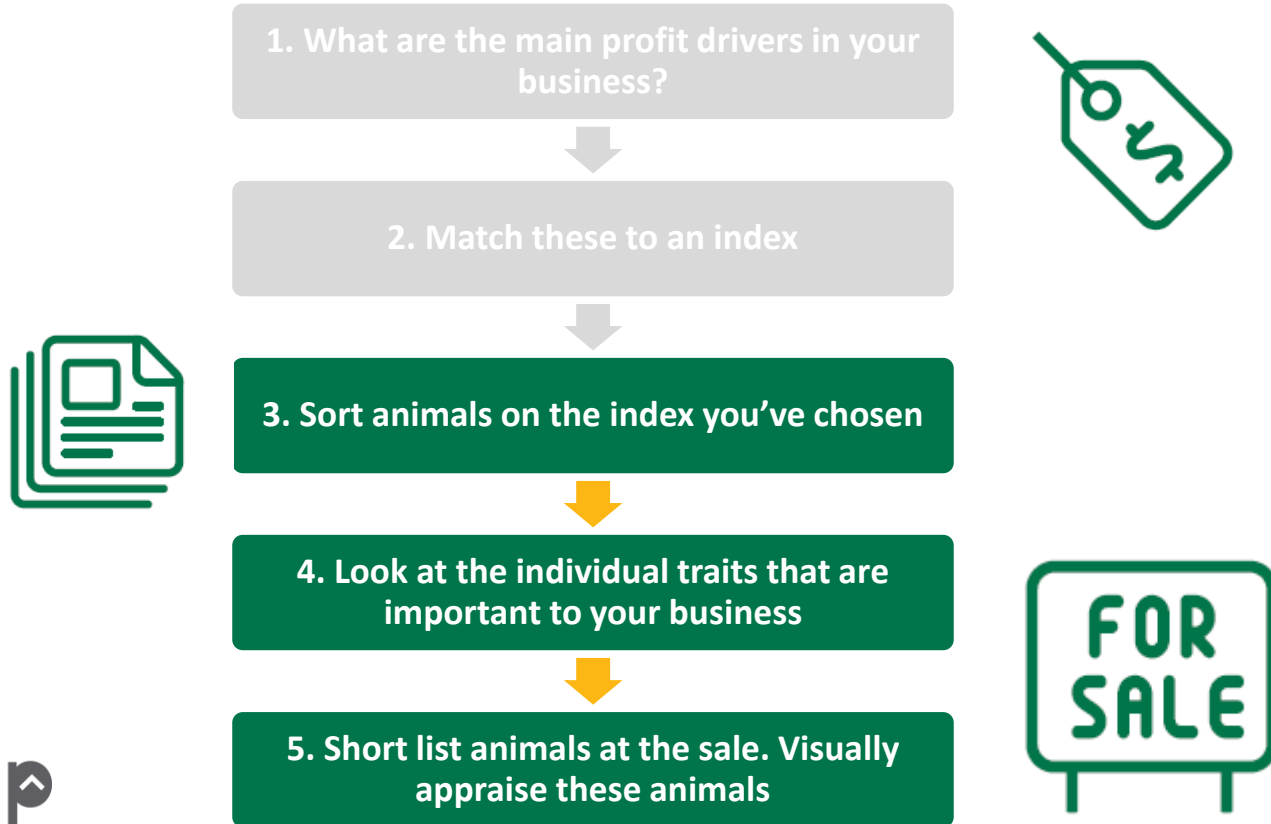 1. What are the main profit drivers in your
business?
$
2. Match these to an index
3. Sort animals on the index you’ve chosen
4. Look at the individual traits that are
important to your business
FOR
SALE
5. Short list animals at the sale. Visually
appraise these animals